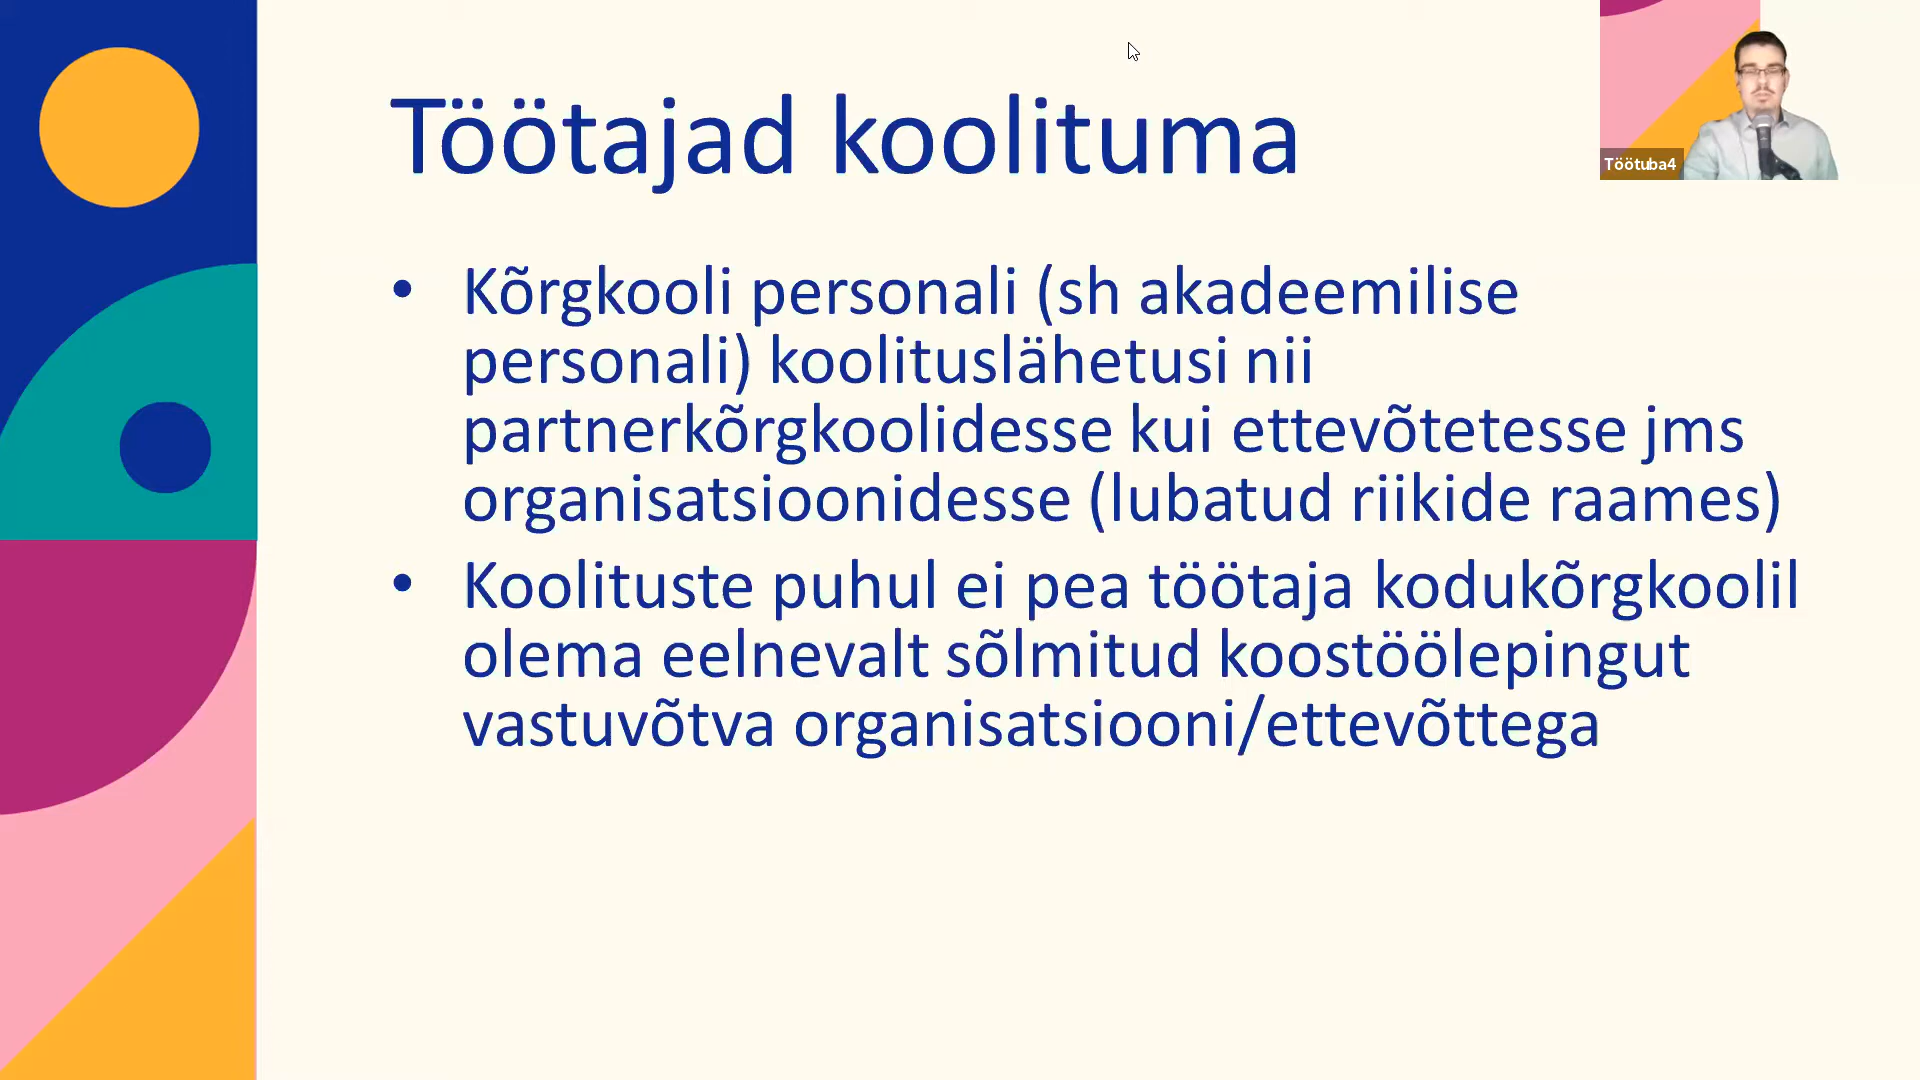 Töötajad koolituma
Töötuba4
• Kõrgkooli personali (sh akadeemilise
personali) koolituslähetusi nii
partnerkõrgkoolidesse kui ettevõtetesse jms
organisatsioonidesse (lubatud riikide raames)
• Koolituste puhul ei pea töötaja kodukõrgkoolil
olema eelnevalt sõlmitud koostöölepingut
vastuvõtva organisatsiooni/ettevõttega